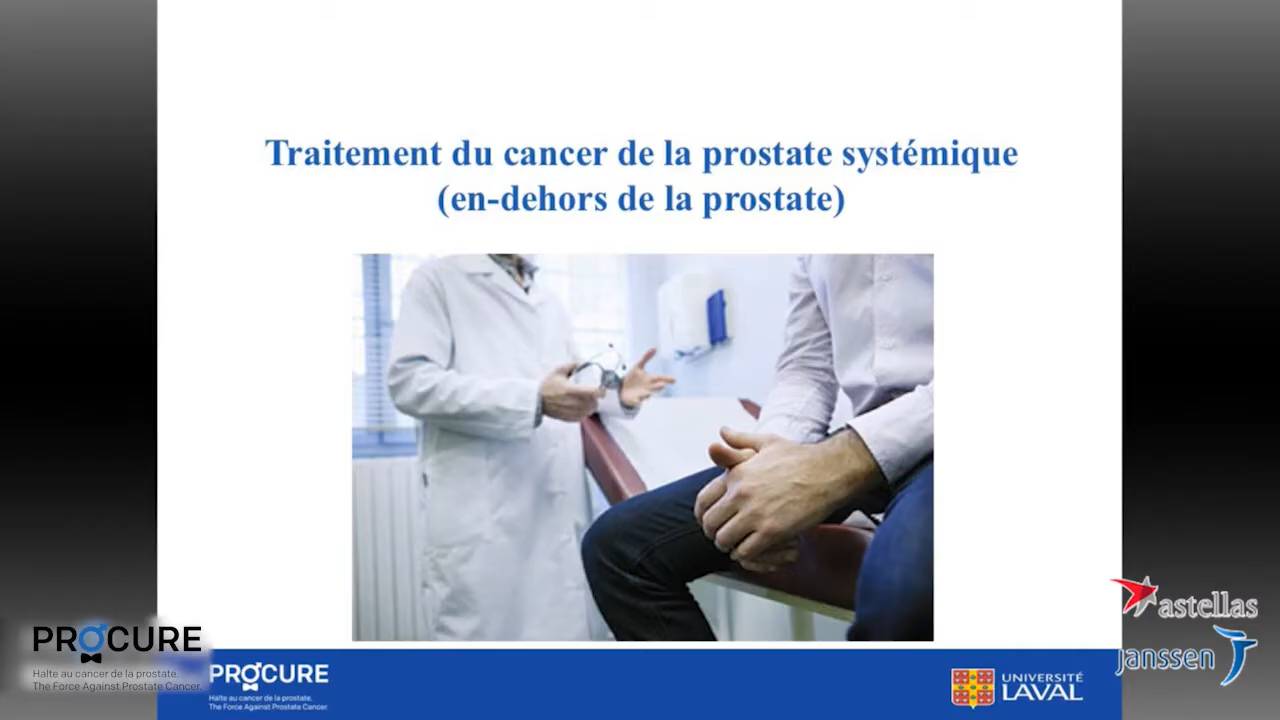 Traitement du cancer de la prostate systémique
(en-dehors de la prostate)
PROCURE
Halte au cancer de la prostate.
The Force Against Prostate Cancer.
PROCURE
Halte au cancer de la prostate.
The Force Against Prostate Cancer.
UNIVERSITÉ
LAVAL
astellas
janssen